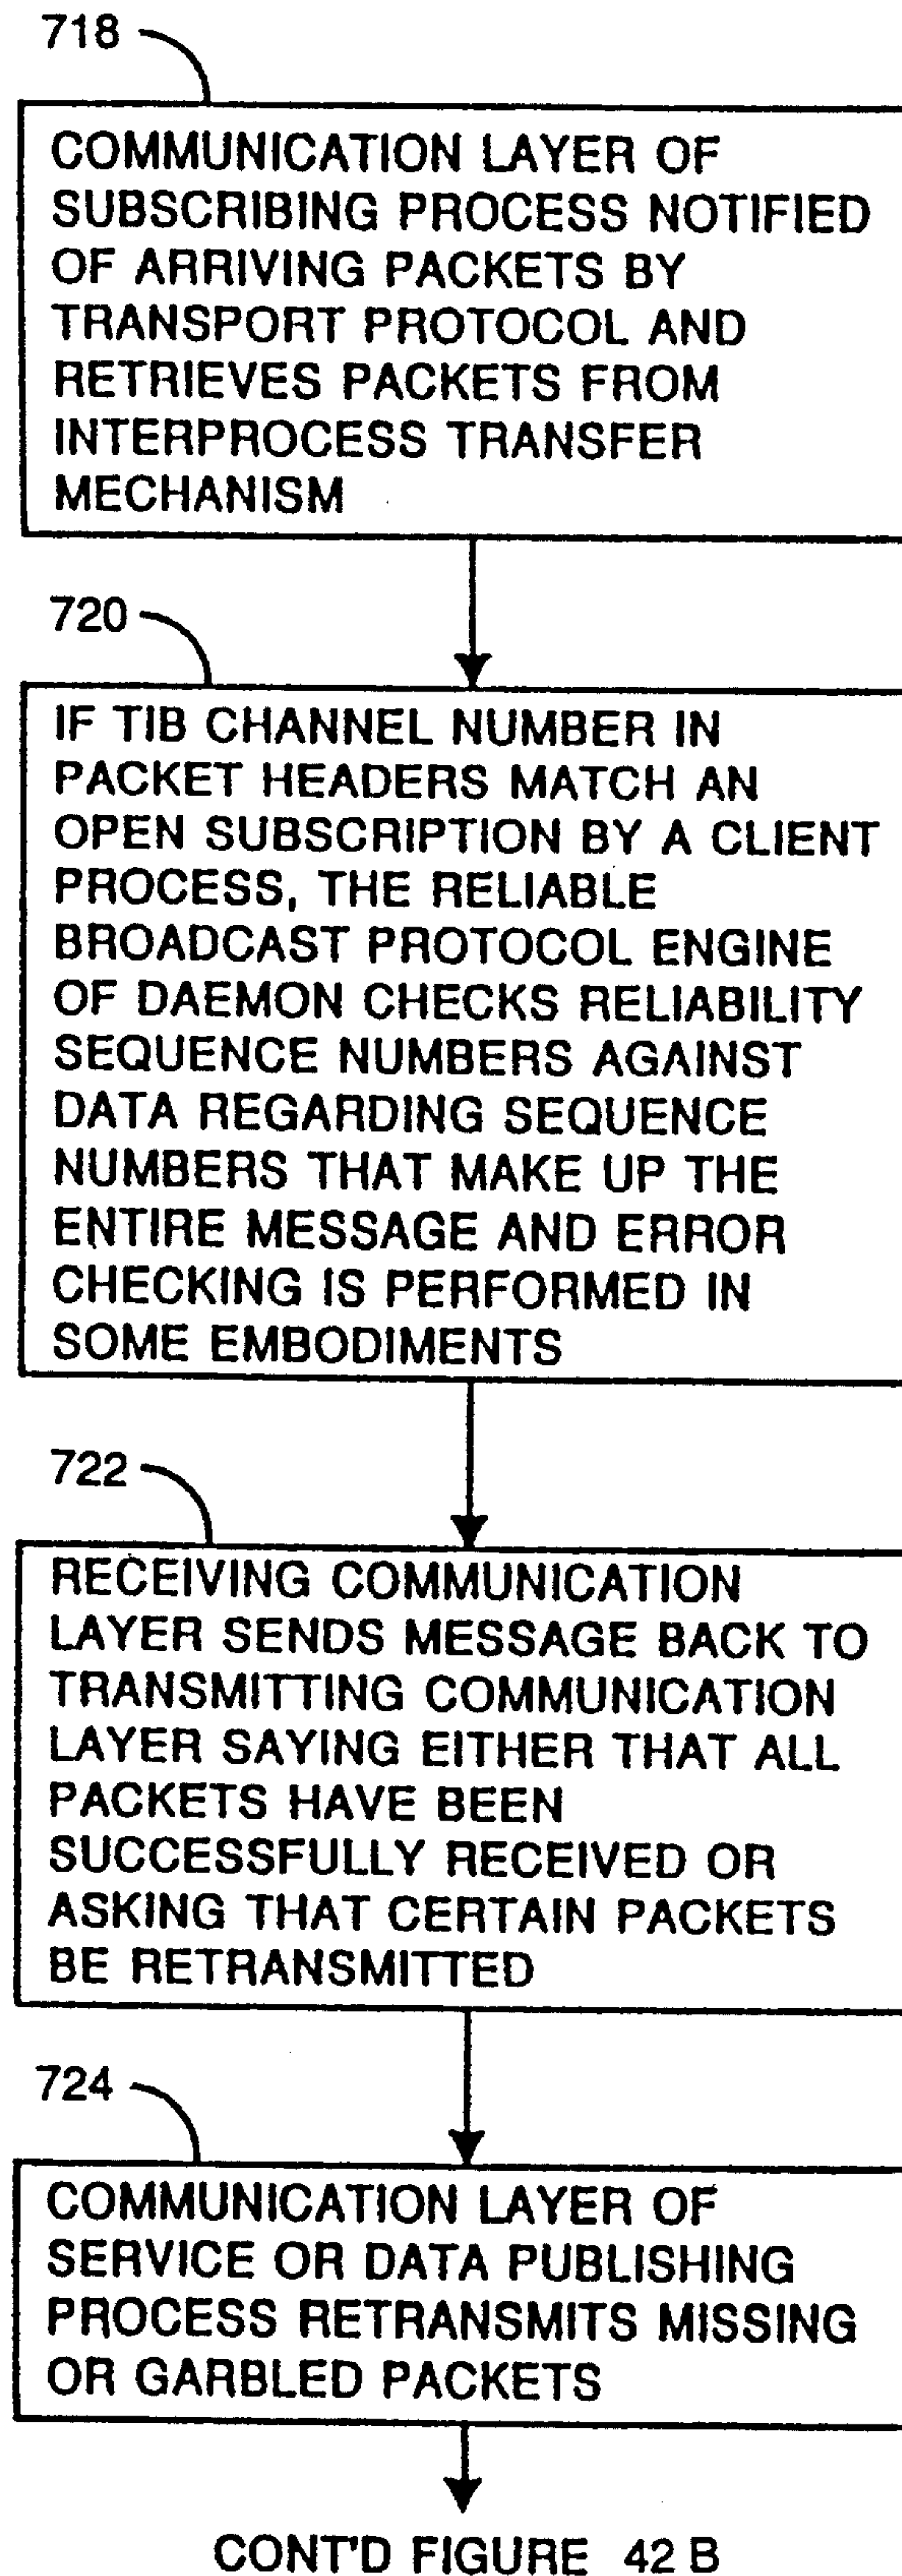 718
COMMUNICATION LAYER OF
SUBSCRIBING PROCESS NOTIFIED
OF ARRIVING PACKETS BY
TRANSPORT PROTOCOL AND
RETRIEVES PACKETS FROM
INTERPROCESS TRANSFER
MECHANISM
720
IF TIB CHANNEL NUMBER IN
PACKET HEADERS MATCH AN
OPEN SUBSCRIPTION BY A CLIENT
PROCESS, THE RELIABLE
BROADCAST PROTOCOL ENGINE
OF DAEMON CHECKS RELIABILITY
SEQUENCE NUMBERS AGAINST
DATA REGARDING SEQUENCE
NUMBERS THAT MAKE UP THE
ENTIRE MESSAGE AND ERROR
CHECKING IS PERFORMED IN
SOME EMBODIMENTS
722
RECEIVING COMMUNICATION
LAYER SENDS MESSAGE BACK TO
TRANSMITTING COMMUNICATION
LAYER SAYING EITHER THAT ALL
PACKETS HAVE BEEN
SUCCESSFULLY RECEIVED OR
ASKING THAT CERTAIN PACKETS
BE RETRANSMITTED
724
COMMUNICATION LAYER OF
SERVICE OR DATA PUBLISHING
PROCESS RETRANSMITS MISSING
OR GARBLED PACKETS
CONT'D FIGURE 42 B